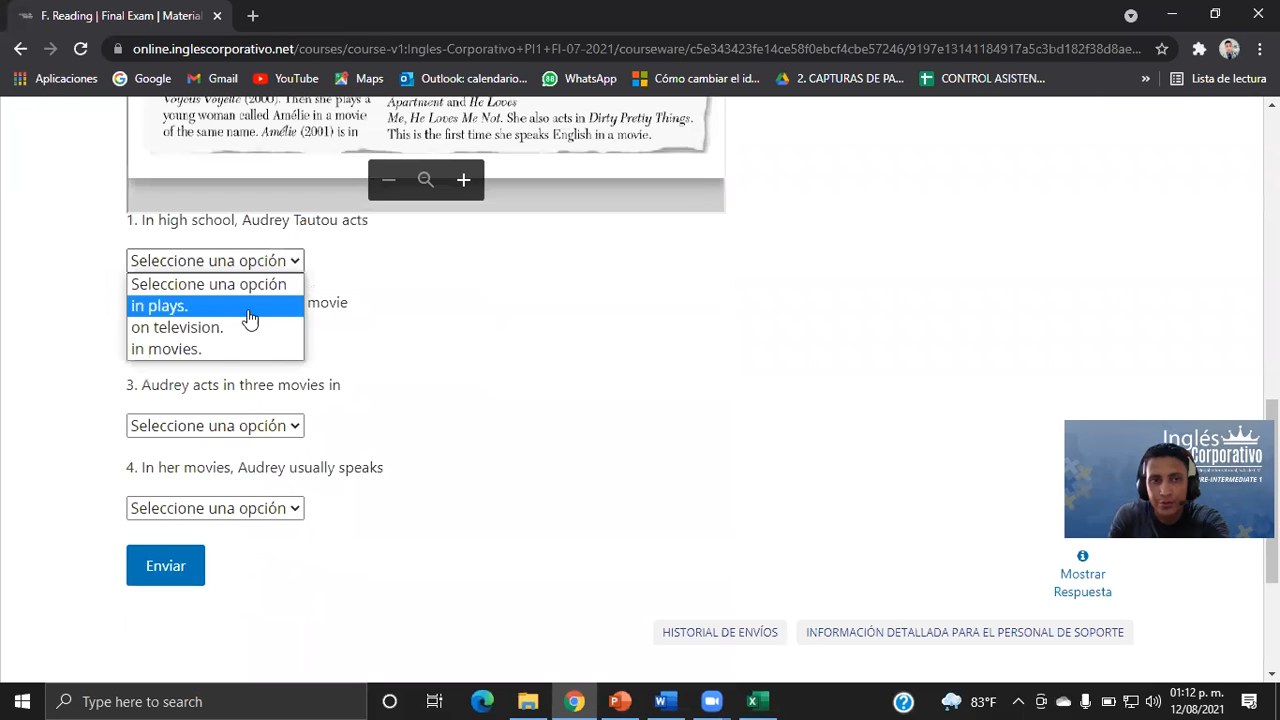 F. Reading | Final Exam | Material
online.inglescorporativo.net/courses/course-v1:Ingles-Corporativo+PI1+FI-07-2021/courseware/c5e343423fe14ce58f0ebcf4cbe57246/9197e13141184917a5c3bd182f38d8ae...
Aplicaciones Google Gmail YouTube Maps Outlook: calendario... WhatsApp Cómo cambiar el id... 2. CAPTURAS DE PA... CONTROL ASISTEN... » Lista de lectura
Voyous Voyelle (2000). Then she plays a
young woman called Amélie in a movie
of the same name. Amélie (2001) is in
Apartment and He Loves
Me, He Loves Me Not. She also acts in Dirty Pretty Things.
This is the first time she speaks English in a movie.
1. In high school, Audrey Tautou acts
Seleccione una opción
Seleccione una opción
in plays.
on television.
in movies.
movie
3. Audrey acts in three movies in
Seleccione una opción
4. In her movies, Audrey usually speaks
Seleccione una opción
Enviar
Inglés
Corporativo
RE-INTERMEDIATE 1
Mostrar
Respuesta
HISTORIAL DE ENVÍOS
INFORMACIÓN DETALLADA PARA EL PERSONAL DE SOPORTE
Type here to search
83°F
01:12 p. m.
12/08/2021